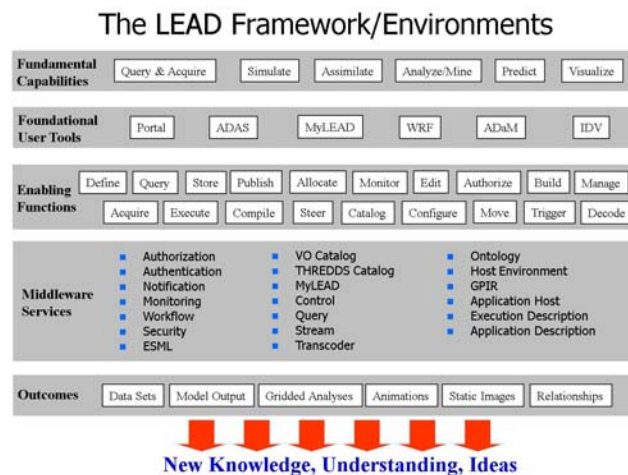 The LEAD Framework/Environments
Fundamental
Capabilities
Query & Acquire Simulate Assimilate Analyze/Mine Predict Visualize
Foundational
User Tools
Portal ADAS MyLEAD WRF ADaM IDV
Enabling
Functions
Define Query Store Publish Allocate Monitor Edit Authorize Build Manage
Acquire Execute Compile Steer Catalog Configure Move Trigger Decode
Middleware
Services
Authorization
Authentication
Notification
Monitoring
Workflow
Security
ESML
VO Catalog
THREDDS Catalog
MyLEAD
Control
Query
Stream
Transcoder
Ontology
Host Environment
GPIR
Application Host
Execution Description
Application Description
Outcomes
Data Sets Model Output Gridded Analyses Animations Static Images Relationships
New Knowledge, Understanding, Ideas